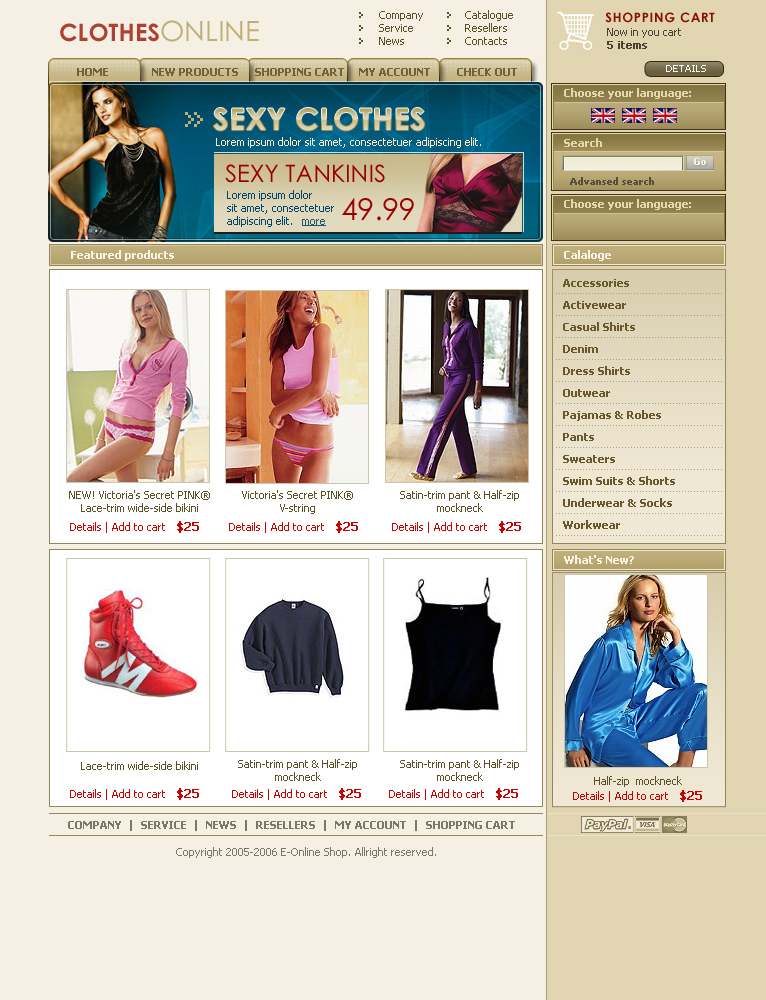 CLOTHESONLINE
Company
Service
News
Catalogue
Resellers
Contacts
SHOPPING CART
Now in you cart
5 items
DETAILS
HOME
NEW PRODUCTS
SHOPPING CART
MY ACCOUNT
CHECK OUT
SEXY CLOTHES
Lorem ipsum dolor sit amet, consectetuer adipiscing elit.
SEXY TANKINIS
Lorem ipsum dolor
sit amet, consectetuer
adipiscing elit. more
49.99
Choose your language:
Search
Go
Advansed search
Choose your language:
Featured products
NEW! Victoria's Secret PINK®
Lace-trim wide-side bikini
Details | Add to cart $25
Victoria's Secret PINK®
V-string
Details | Add to cart $25
Satin-trim pant & Half-zip
mockneck
Details | Add to cart $25
Lace-trim wide-side bikini
Details | Add to cart $25
Satin-trim pant & Half-zip
mockneck
Details | Add to cart $25
Satin-trim pant & Half-zip
mockneck
Details | Add to cart $25
Cataloge
Accessories
Activewear
Casual Shirts
Denim
Dress Shirts
Outwear
Pajamas & Robes
Pants
Sweaters
Swim Suits & Shorts
Underwear & Socks
Workwear
What's New?
Half-zip mockneck
Details | Add to cart $25
PayPal VISA
COMPANY | SERVICE | NEWS | RESELLERS | MY ACCOUNT | SHOPPING CART
Copyright 2005-2006 E-Online Shop. Allright reserved.